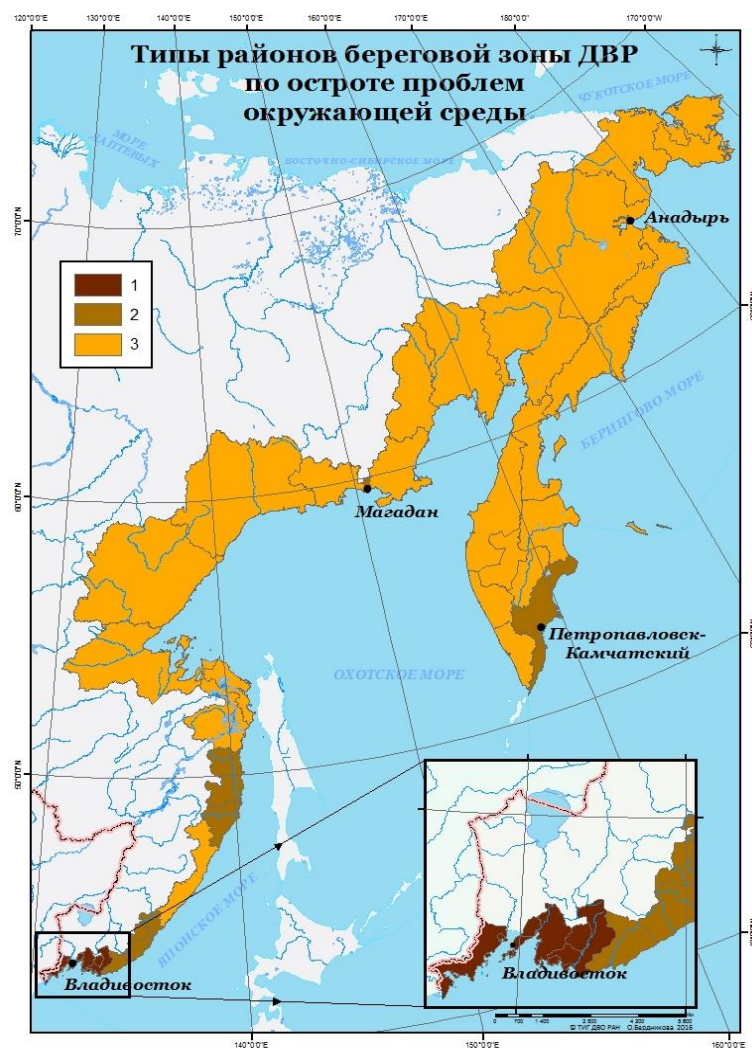 120°0'0"E
130°0'0"E
140°0'0"E
150°0'0"E
160°0'0"E
170°0'0"E
180°0'0"
170°0'0"W
Типы районов береговой зоны ДВР
по остроте проблем
окружающей среды
ЧУКОТСКОЕ МОРЕ
МОРЕ
ЛАПТЕВЫХ
ВОСТОЧНО-СИБИРСКОЕ МОРЕ
70°0'0"N
Анадырь
1
2
3
БЕРИНГОВО МОРЕ
60°0'0"N
Магадан
Петропавловск-
Камчатский
ОХОТСКОЕ МОРЕ
50°0'0"N
ЯПОНСКОЕ МОРЕ
Владивосток
Владивосток
0
700
1 400
© ТИГ ДВО РАН О.Бердникова 2016
140°0'0"E
150°0'0"E
160°0'0"E